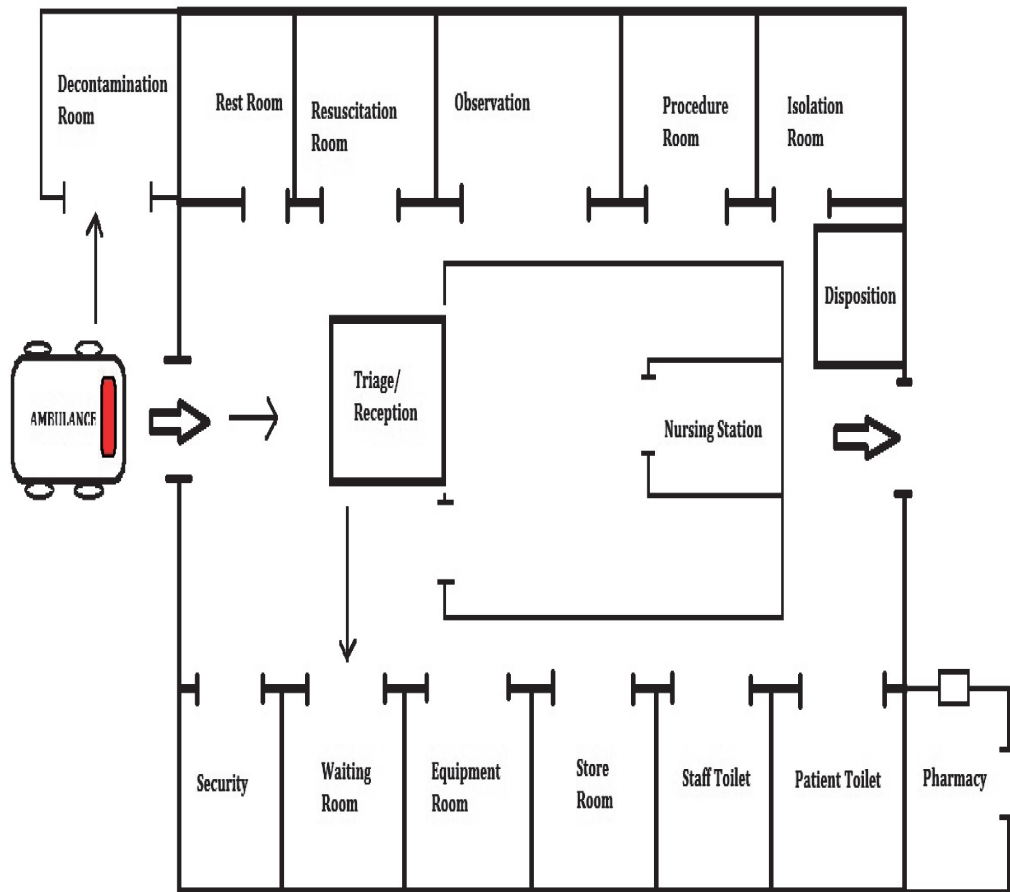 Decontamination
Room
Rest Room
Resuscitation
Room
Observation
Procedure
Room
Isolation
Room
Disposition
AMBULANCE
Triage/
Reception
Nursing Station
Security
Waiting
Room
Equipment
Room
Store
Room
Staff Toilet
Patient Toilet
Pharmacy